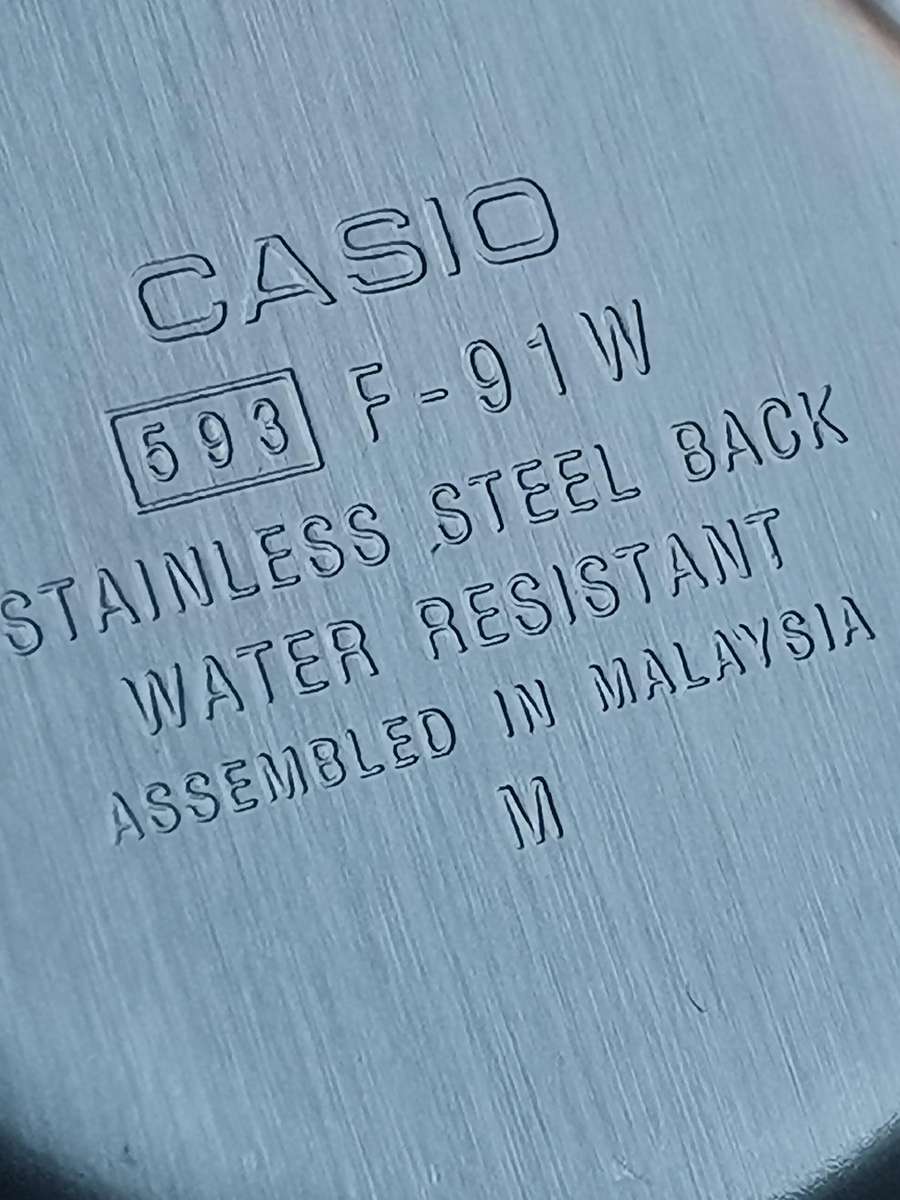 CASIO
593 F-91W
STAINLESS STEEL BACK
WATER RESISTANT
ASSEMBLED IN MALAYSIA
M